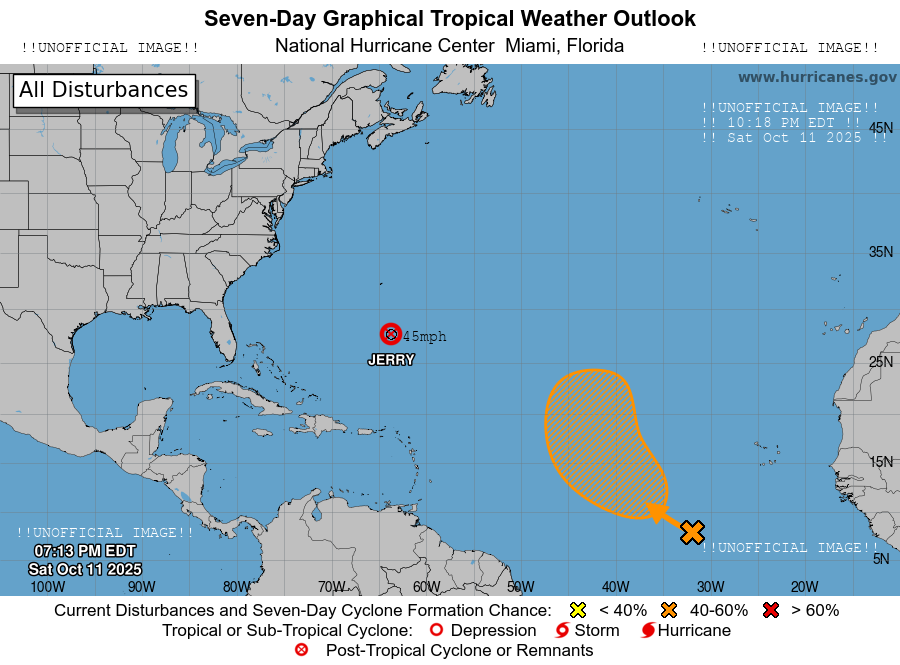 Seven-Day Graphical Tropical Weather Outlook
!!UNOFFICIAL IMAGE!! National Hurricane Center Miami, Florida !!UNOFFICIAL IMAGE!!
All Disturbances
www.hurricanes.gov
!!UNOFFICIAL IMAGE!!
!! 10:18 PM EDT !!
!! Sat Oct 11 2025 !!
45N
35N
45mph
JERRY
25N
15N
!!UNOFFICIAL IMAGE!!
07:13 PM EDT
Sat Oct 11 2025
!!UNOFFICIAL IMAGE!!
5N
100W 90W 80W 70W 60W 50W 40W 30W 20W
Current Disturbances and Seven-Day Cyclone Formation Chance: < 40% 40-60% > 60%
Tropical or Sub-Tropical Cyclone: Depression Storm Hurricane
Post-Tropical Cyclone or Remnants